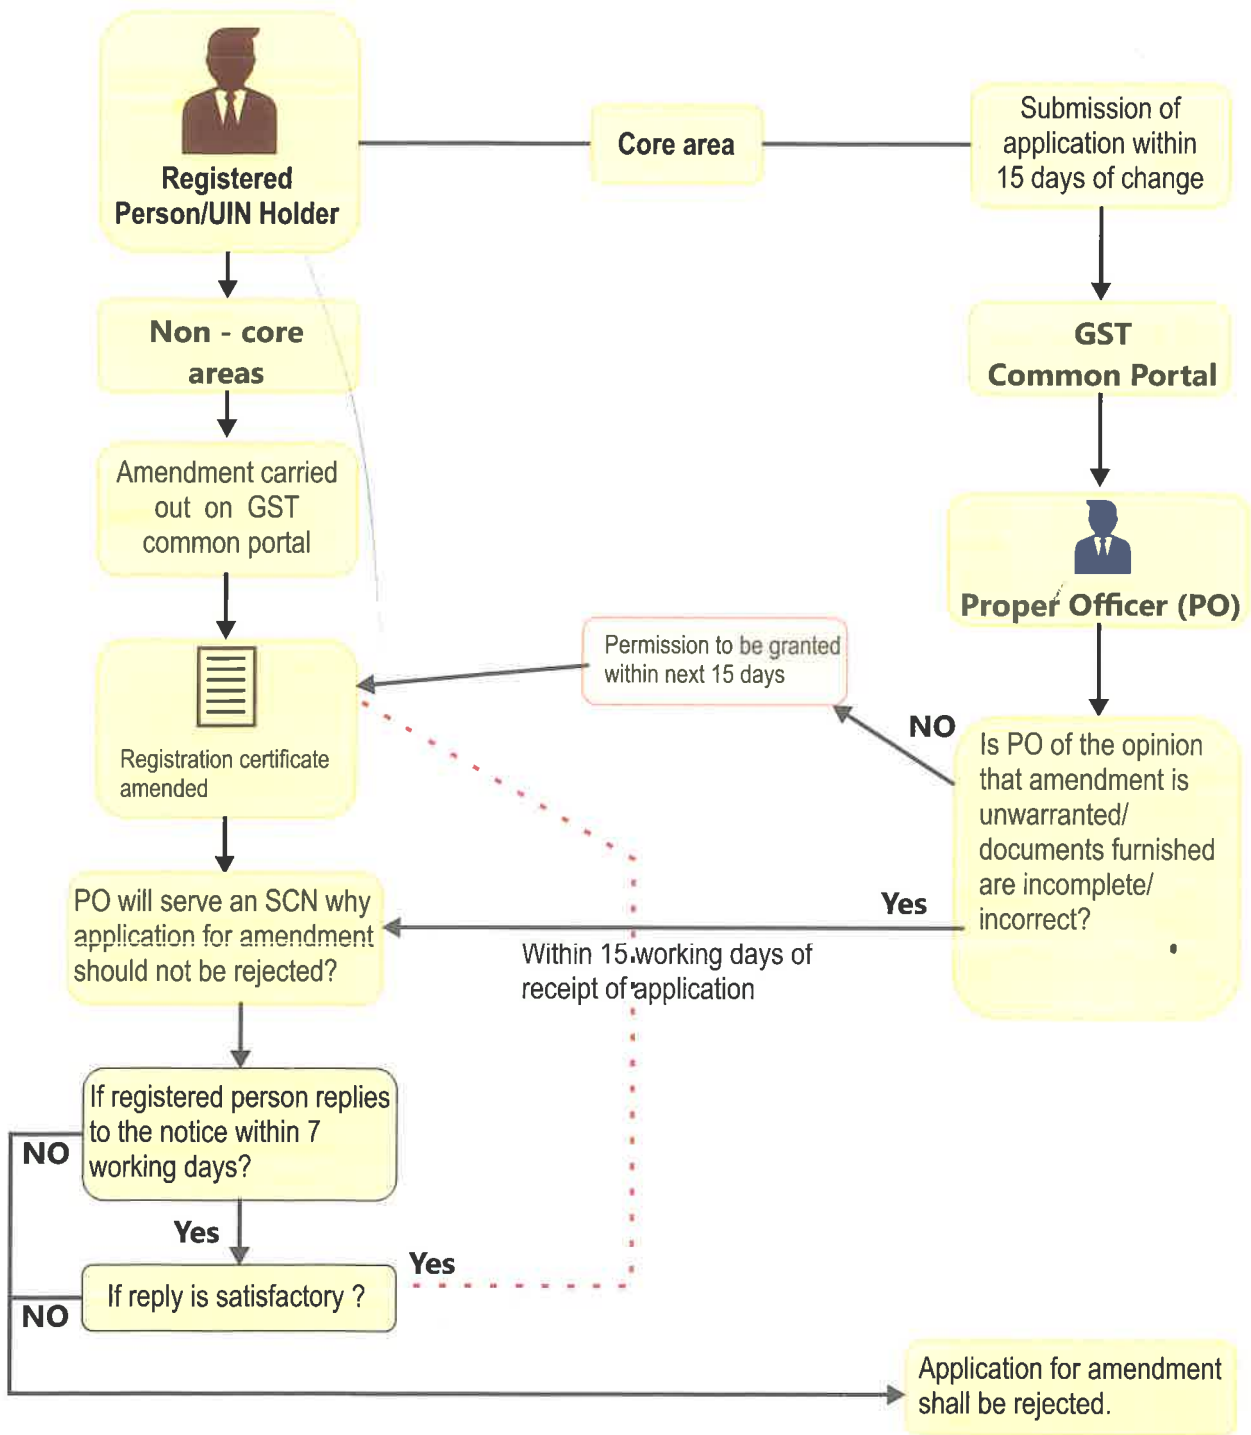 Registered
Person/UIN Holder
Core area
Submission of
application within
15 days of change
Non - core
areas
GST
Common Portal
Amendment carried
out on GST
common portal
Proper Officer (PO)
Permission to be granted
within next 15 days
NO
Registration certificate
amended
Is PO of the opinion
that amendment is
unwarranted/
documents furnished
are incomplete/
incorrect?
PO will serve an SCN why
application for amendment
should not be rejected?
Yes
Within 15 working days of
receipt of application
If registered person replies
to the notice within 7
working days?
NO
Yes
If reply is satisfactory ?
Yes
NO
Application for amendment
shall be rejected.